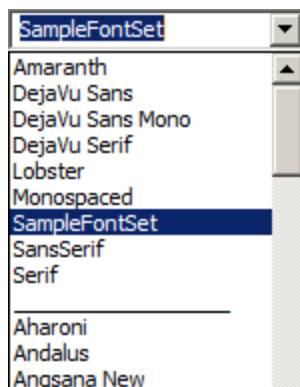 SampleFontSet
Amaranth
DejaVu Sans
DejaVu Sans Mono
DejaVu Serif
Lobster
Monospaced
SampleFontSet
SansSerif
Serif
Aharoni
Andalus
Angsana New